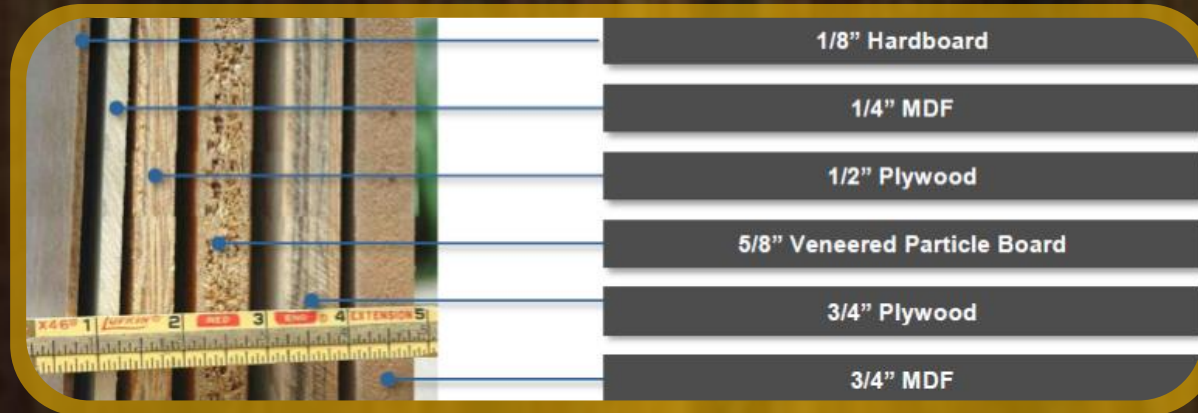 1/8” Hardboard
1/4” MDF
1/2” Plywood
5/8” Veneered Particle Board
3/4” Plywood
X46" 1 LUFKIN® 2 RED 3 END 4 EXTENSION 5
3/4” MDF